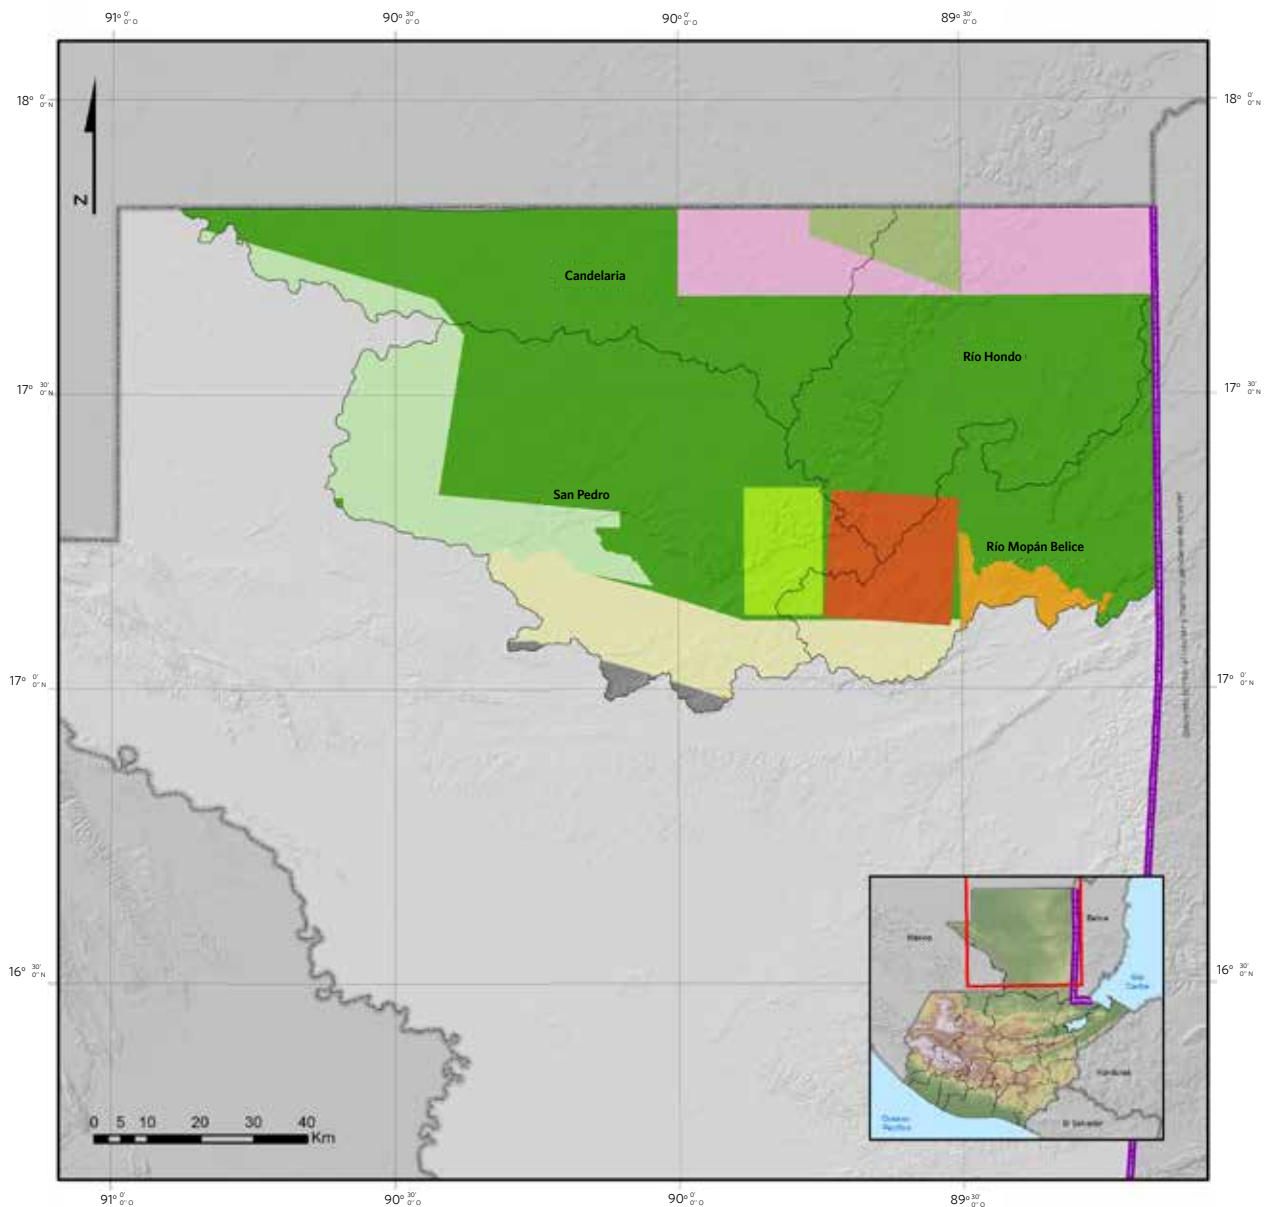 91° 0' 0" O
90° 30' 0" O
90° 0' 0" O
89° 30' 0" O
18° 0' 0" N
18° 0' 0" N
N
Candelaria
Río Hondo
17° 30' 0" N
17° 30' 0" N
San Pedro
Río Mopán Belice
17° 0' 0" N
17° 0' 0" N
Belice
México
16° 30' 0" N
16° 30' 0" N
Mar
Caribe
Honduras
0 5 10 20 30 40
Km
Océano
Pacífico
El Salvador
91° 0' 0" O
90° 30' 0" O
90° 0' 0" O
89° 30' 0" O